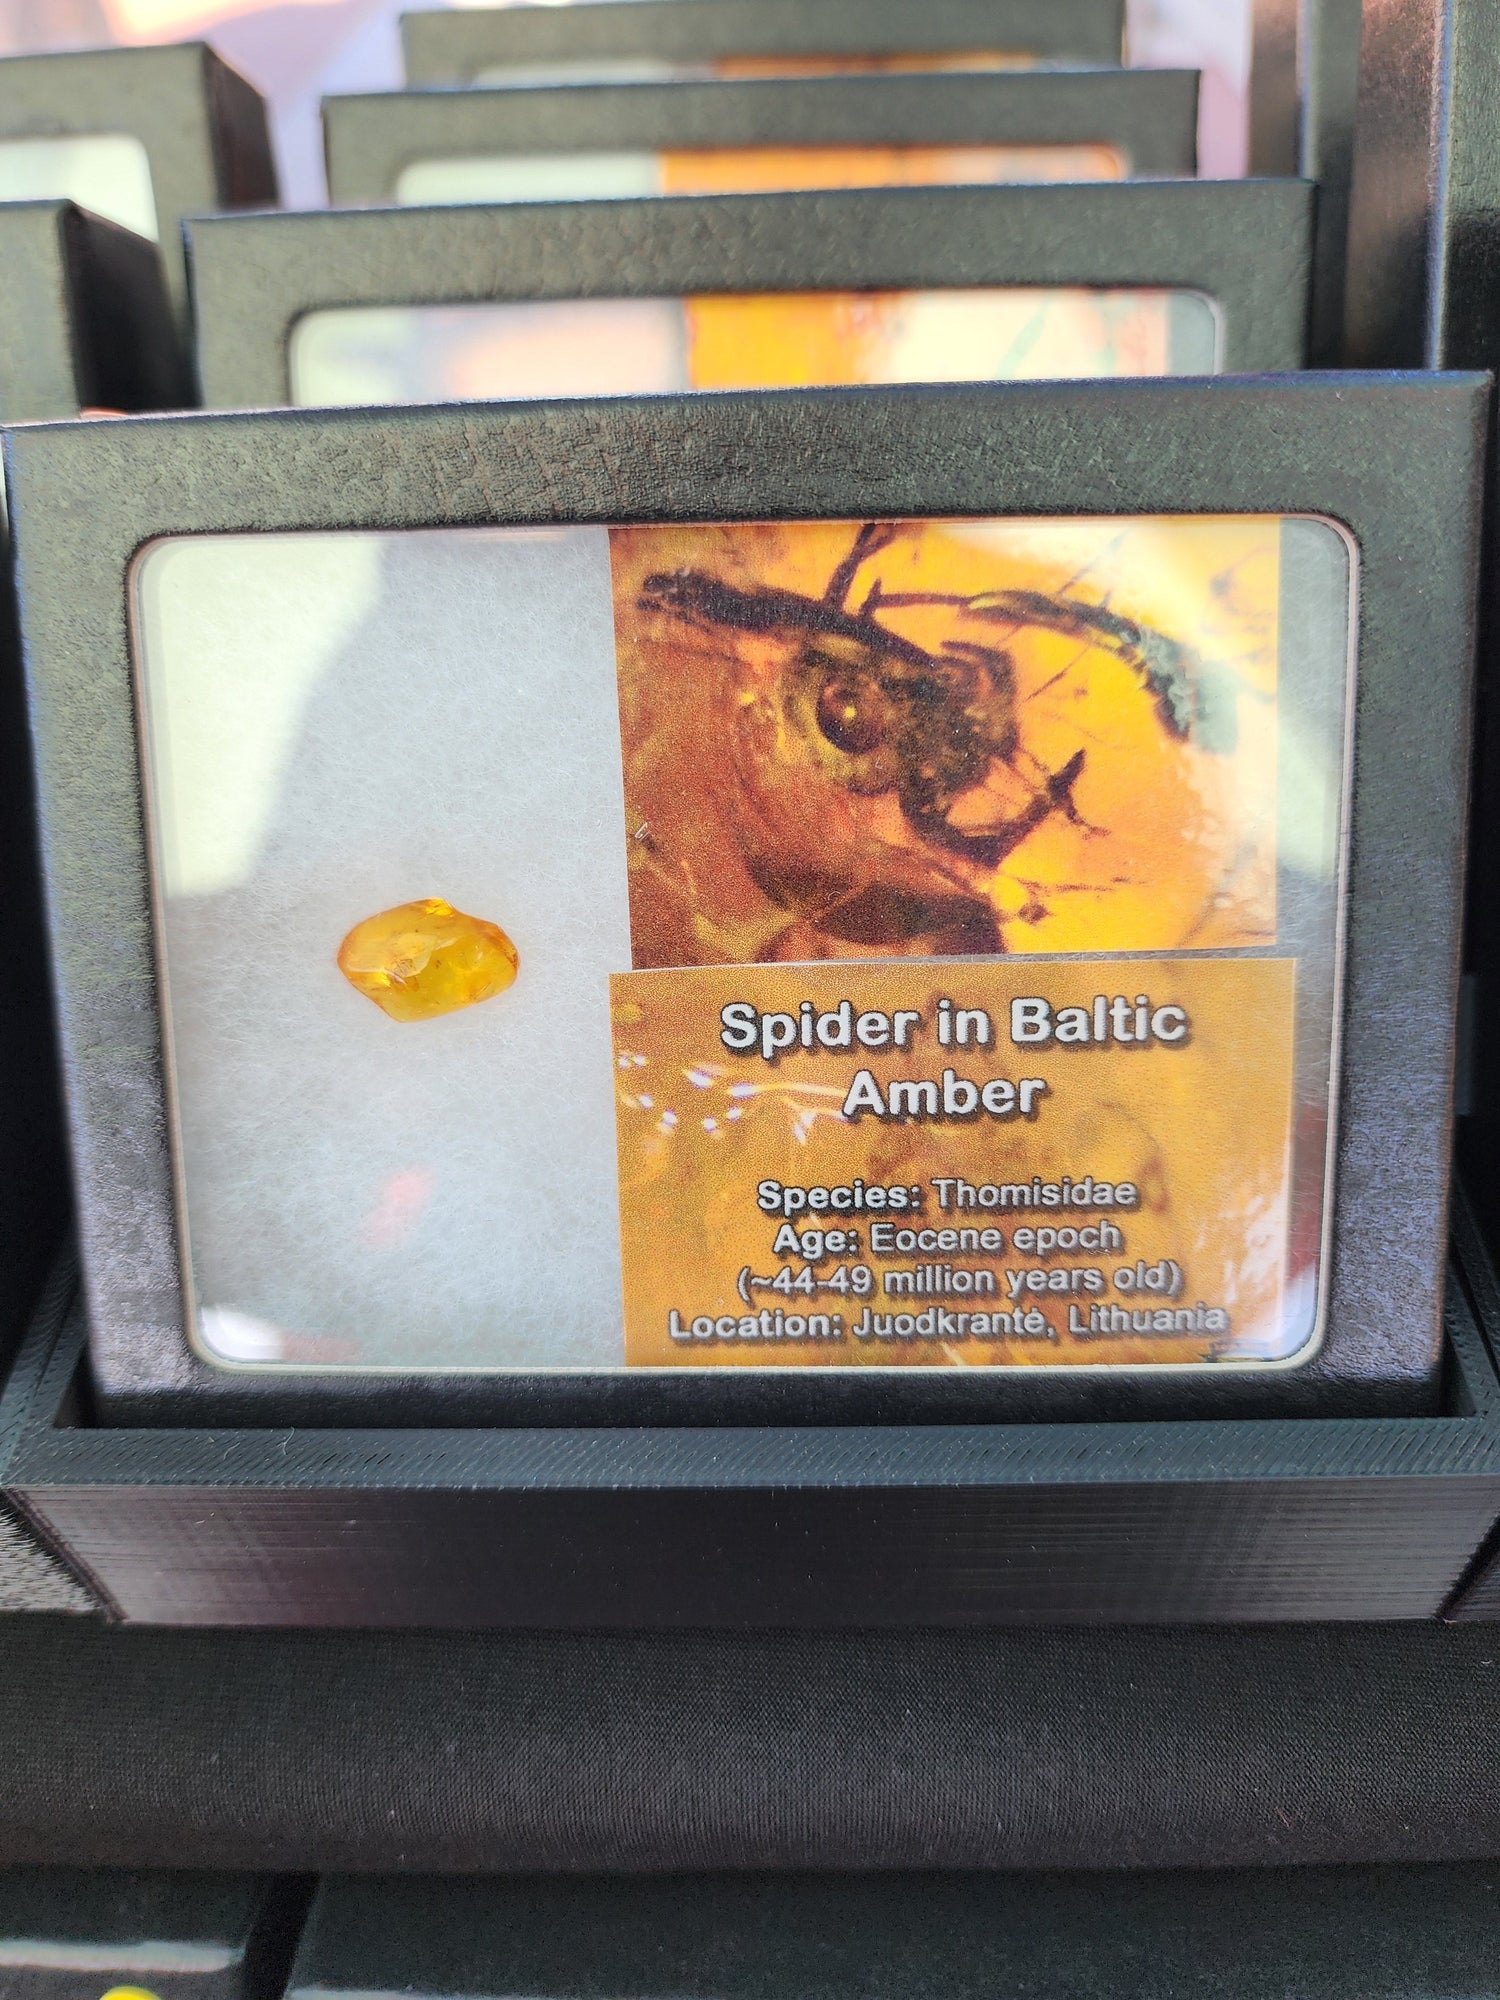 Spider in Baltic
Amber
Species: Thomisidae
Age: Eocene epoch
(~44-49 million years old)
Location: Juodkrantė, Lithuania